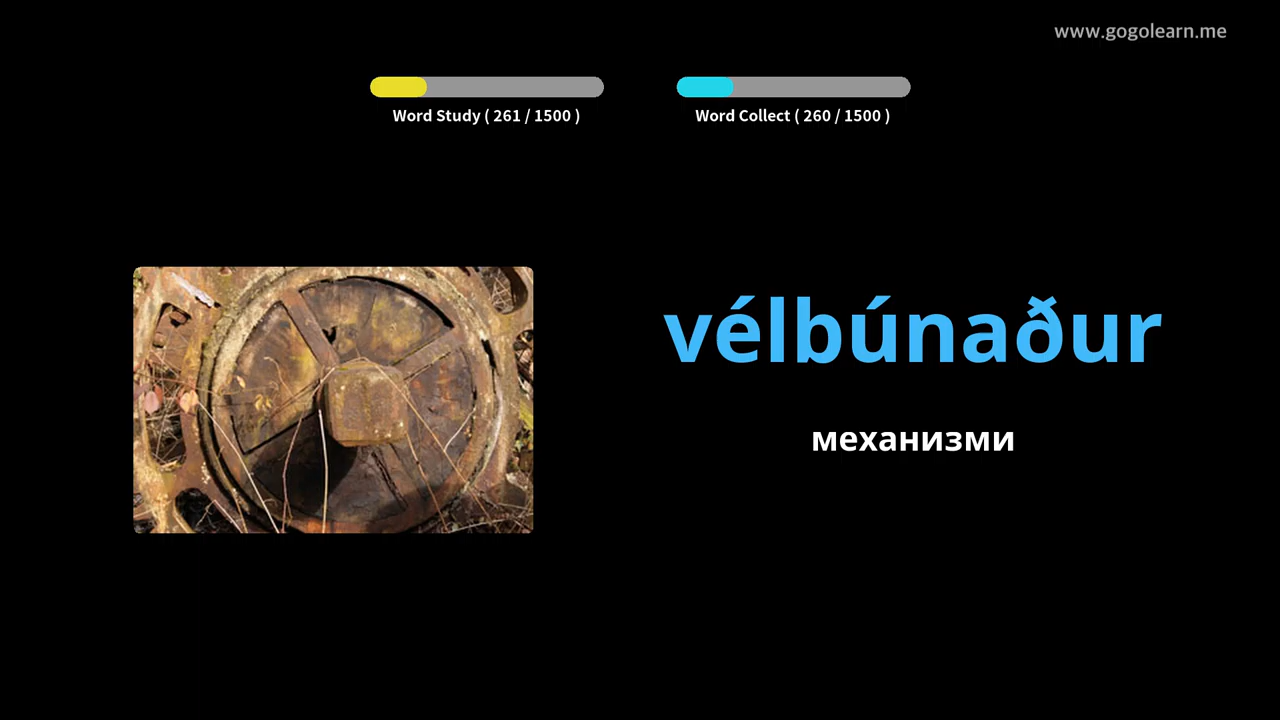 www.gogolearn.me
Word Study ( 261 / 1500 )
Word Collect ( 260 / 1500 )
vélbúnaður
механизми